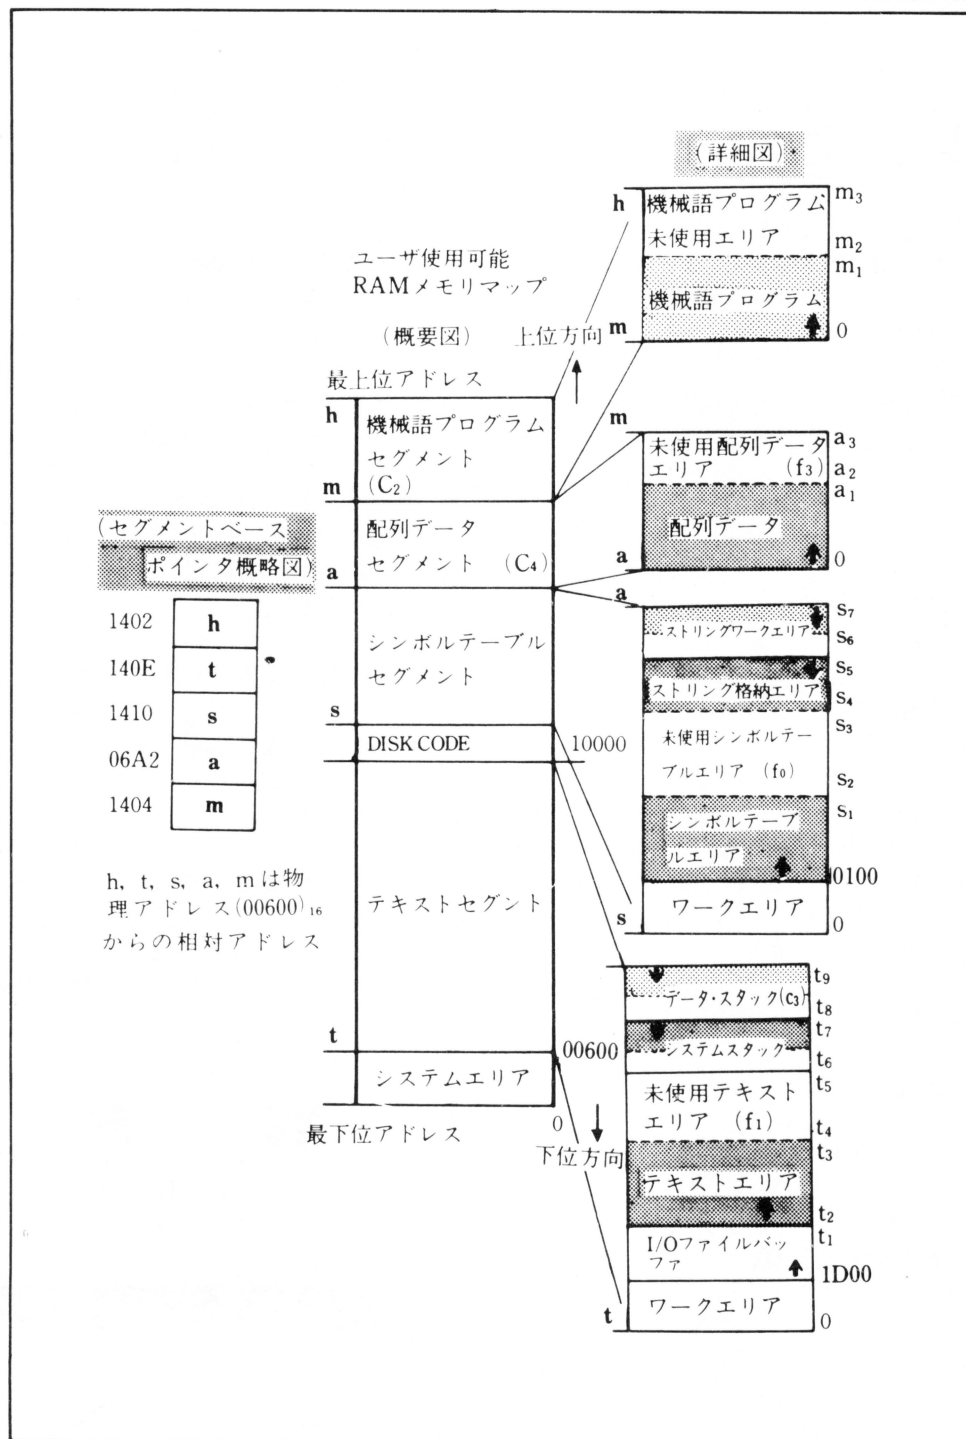 (詳細図)
h
機械語プログラム
未使用エリア
m3
m2
m1
機械語プログラム
m
0
ユーザ使用可能
RAMメモリマップ
(概要図)
上位方向
最上位アドレス
h
機械語プログラム
セグメント
(C2)
m
配列データ
セグメント (C4)
a
シンボルテーブル
セグメント
s
DISK CODE
10000
テキストセグント
t
00600
システムエリア
0
最下位アドレス
下位方向
(セグメントベース
ポインタ概略図)
1402 h
140E t
1410 s
06A2 a
1404 m
h, t, s, a, mは物
理アドレス(00600)16
からの相対アドレス
m
未使用配列データ
エリア (f3)
a3
a2
a1
配列データ
a
0
a
s7
ストリングワークエリア
s6
s5
ストリング格納エリア
s4
s3
未使用シンボルテー
ブルエリア (f0)
s2
s1
シンボルテーブ
ルエリア
0100
ワークエリア
s
0
t9
データ・スタック(C3)
t8
t7
システムスタック
t6
t5
未使用テキスト
エリア (f1)
t4
t3
テキストエリア
t2
t1
I/Oファイルバッ
ファ
1D00
ワークエリア
t
0